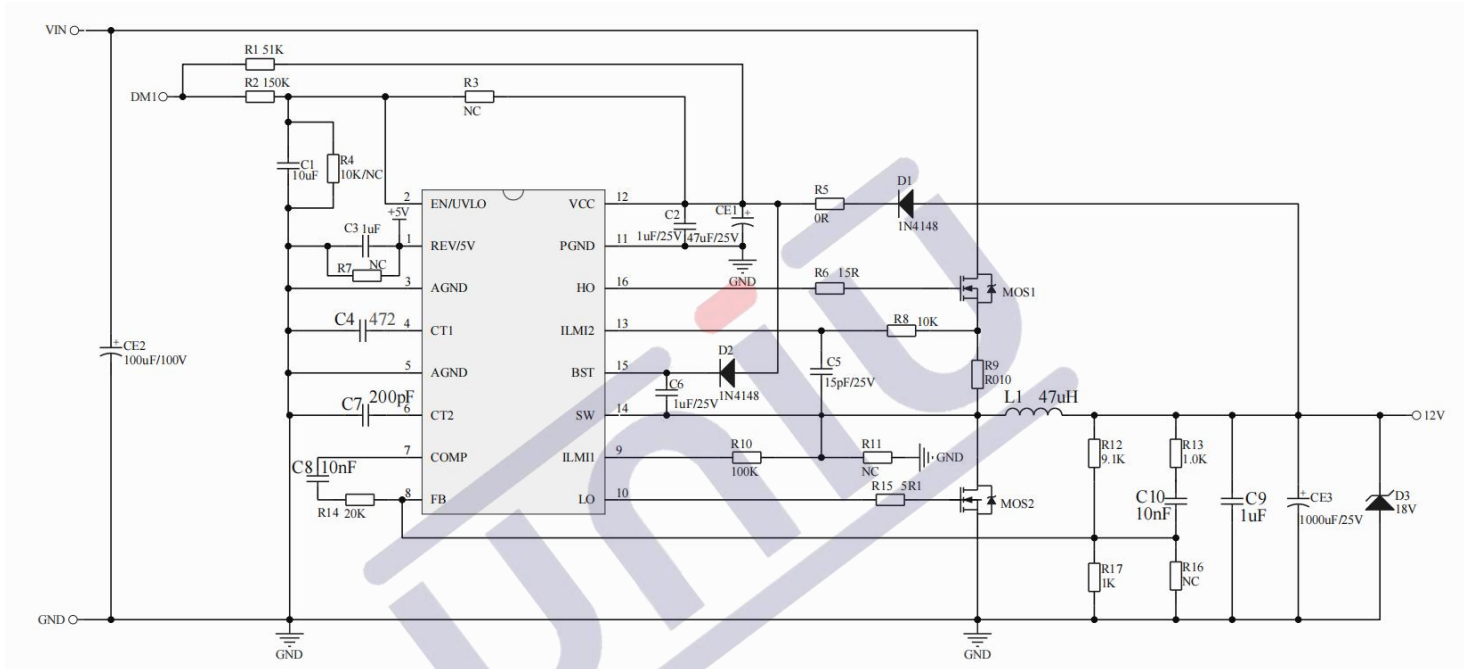 VIN
R1 51K
R2 150K
DM1
R3
NC
C1
10uF
R4
10K/NC
2
EN/UVLO
VCC
12
+5V
C3 1uF
1
REV/5V
R7
NC
PGND
11
C2
1uF/25V
CE1
+
47uF/25V
GND
R5
0R
D1
1N4148
3
AGND
HO
16
R6 15R
MOS1
C4
472
4
CT1
ILMI2
13
R8
10K
CE2
+
100uF/100V
5
AGND
BST
15
D2
1N4148
C6
1uF/25V
C5
15pF/25V
R9
R010
C7
200pF
6
CT2
SW
14
L1 47uH
12V
7
COMP
ILMI1
9
R10
100K
R11
NC
GND
C8
10nF
8
FB
LO
10
R15 5R1
MOS2
R14
20K
R12
9.1K
R13
1.0K
C10
10nF
C9
1uF
CE3
+
1000uF/25V
D3
18V
R17
1K
R16
NC
GND
GND
GND
uniu